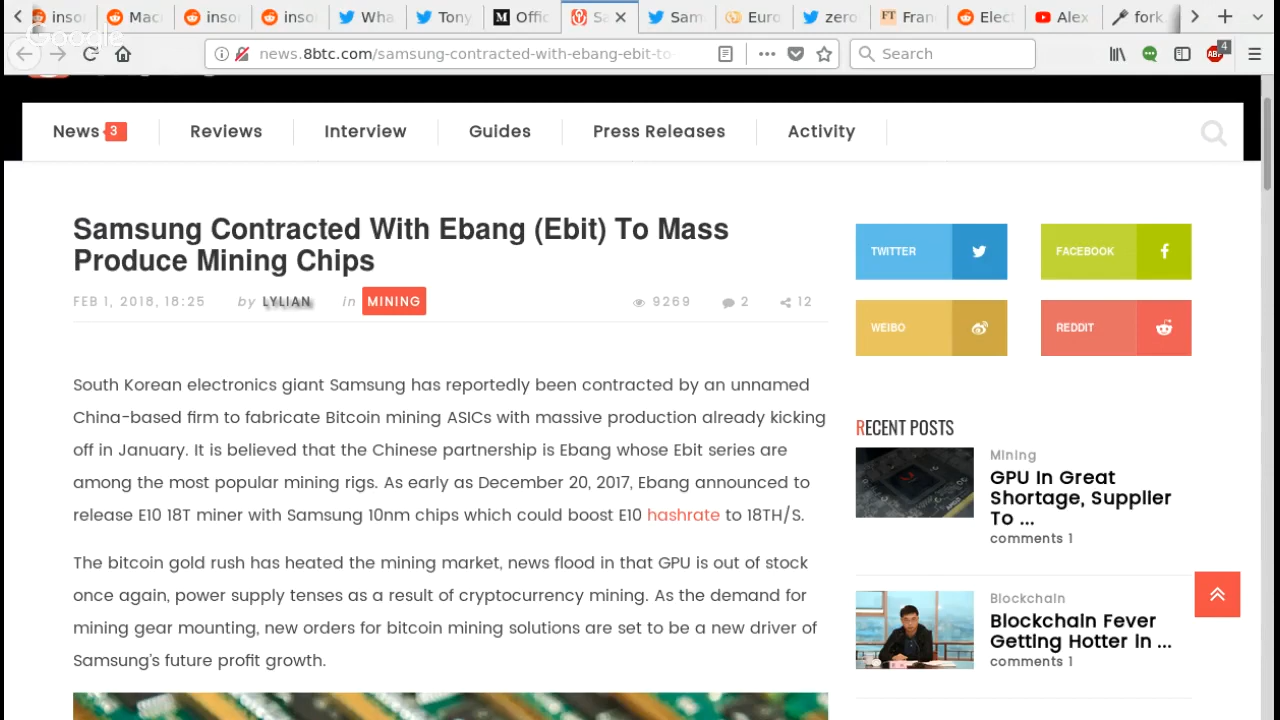 insol
Mac
insol
insol
Wha
Tony
Offic
Sa
Sam
Euro
zero
Fran
Elect
Alex
fork
Google
news.8btc.com/samsung-contracted-with-ebang-ebit-to-
Search
4
News 3
Reviews
Interview
Guides
Press Releases
Activity
Samsung Contracted With Ebang (Ebit) To Mass
Produce Mining Chips
FEB 1, 2018, 18:25 by LYLIAN in MINING 9269 2 12
South Korean electronics giant Samsung has reportedly been contracted by an unnamed
China-based firm to fabricate Bitcoin mining ASICs with massive production already kicking
off in January. It is believed that the Chinese partnership is Ebang whose Ebit series are
among the most popular mining rigs. As early as December 20, 2017, Ebang announced to
release E10 18T miner with Samsung 10nm chips which could boost E10 hashrate to 18TH/S.
The bitcoin gold rush has heated the mining market, news flood in that GPU is out of stock
once again, power supply tenses as a result of cryptocurrency mining. As the demand for
mining gear mounting, new orders for bitcoin mining solutions are set to be a new driver of
Samsung's future profit growth.
TWITTER
FACEBOOK
WEIBO
REDDIT
RECENT POSTS
Mining
GPU In Great
Shortage, Supplier
To ...
comments 1
Blockchain
Blockchain Fever
Getting Hotter In ...
comments 1